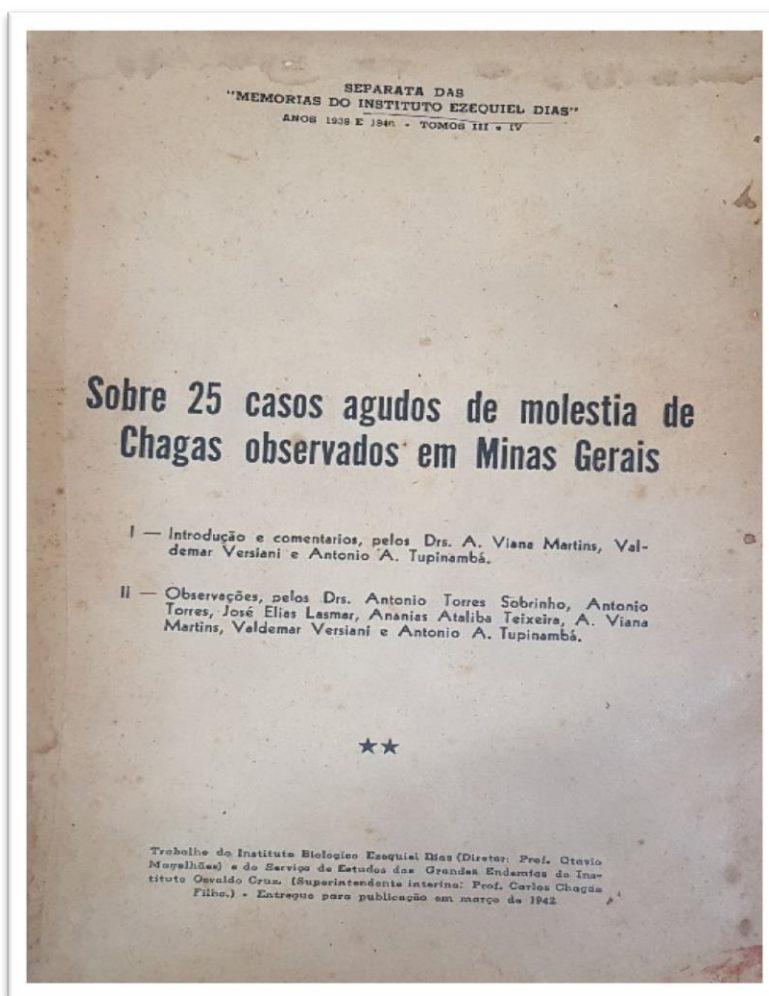 SEPARATA DAS
"MEMORIAS DO INSTITUTO EZEQUIEL DIAS"
ANOS 1939 E 1940 - TOMOS III e IV
Sobre 25 casos agudos de molestia de
Chagas observados em Minas Gerais
I — Introdução e comentarios, pelos Drs. A. Viana Martins, Val-
demar Versiani e Antonio A. Tupinambá.
II — Observações, pelos Drs. Antonio Torres Sobrinho, Antonio
Torres, José Elias Lasmar, Ananias Ataliba Teixeira, A. Viana
Martins, Valdemar Versiani e Antonio A. Tupinambá.
★★
Trabalho do Instituto Biologico Ezequiel Dias (Diretor: Prof. Otavio
Magalhães) e do Serviço de Estudos das Grandes Endemias do Ins-
tituto Osvaldo Cruz. (Superintendente interino: Prof. Carlos Chagas
Filho.) - Entregue para publicação em março de 1942